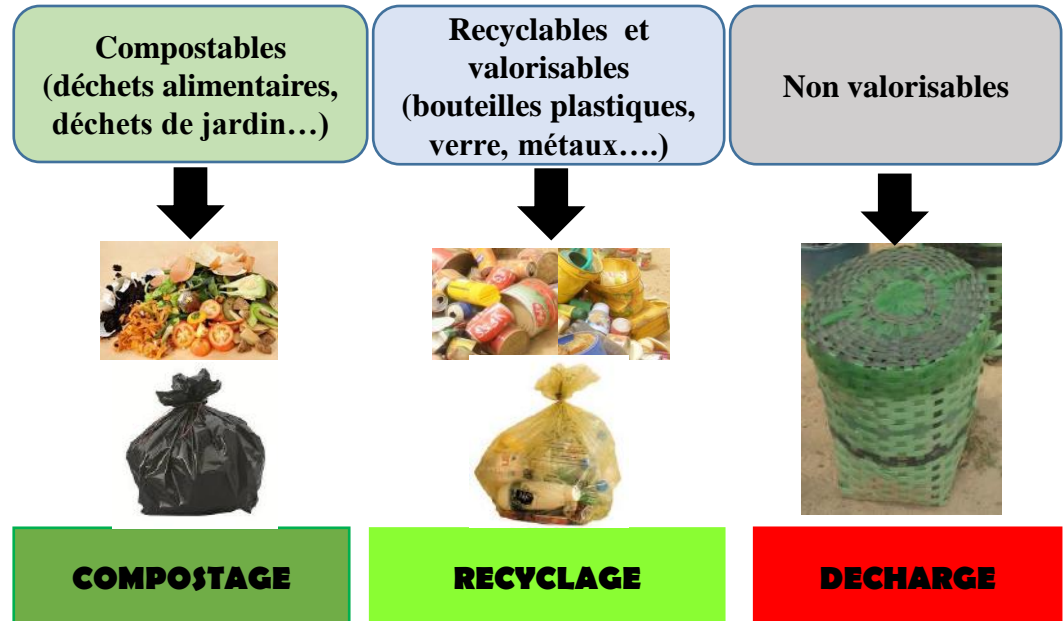 Compostables
(déchets alimentaires,
déchets de jardin…)
Recyclables et
valorisables
(bouteilles plastiques,
verre, métaux….)
Non valorisables
COMPOSTAGE
RECYCLAGE
DECHARGE